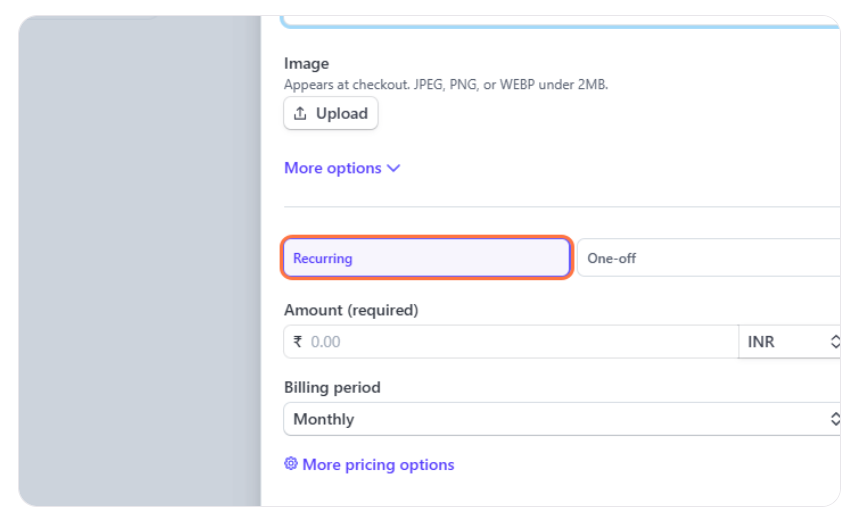 Image
Appears at checkout. JPEG, PNG, or WEBP under 2MB.
Upload
More options
Recurring One-off
Amount (required)
₹ 0.00 INR
Billing period
Monthly
More pricing options